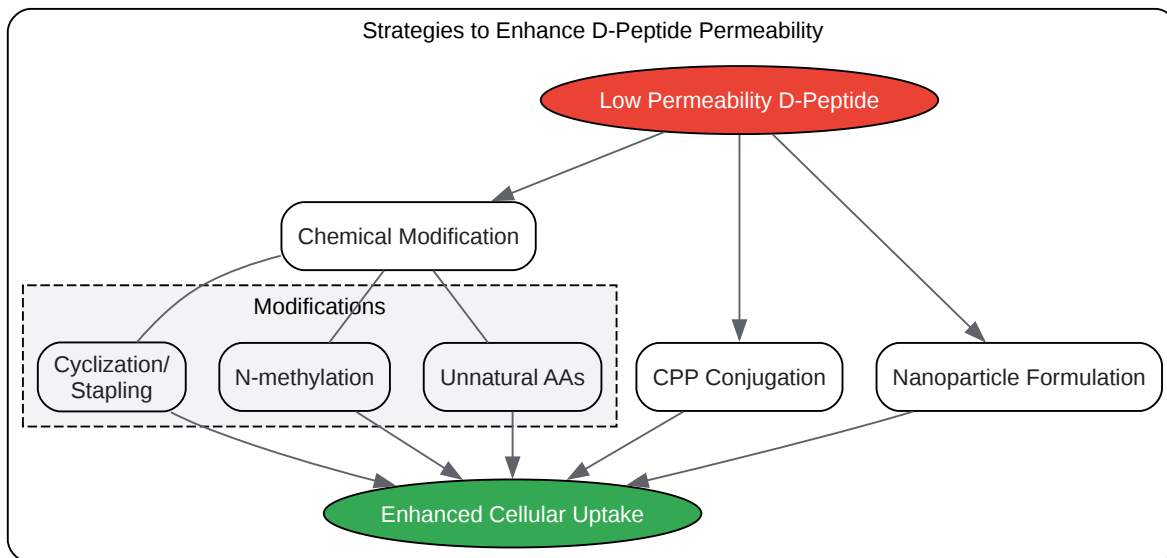 Strategies to Enhance D-Peptide Permeability
Low Permeability D-Peptide
Chemical Modification
Modifications
Cyclization/
Stapling
N-methylation
Unnatural AAs
CPP Conjugation
Nanoparticle Formulation
Enhanced Cellular Uptake